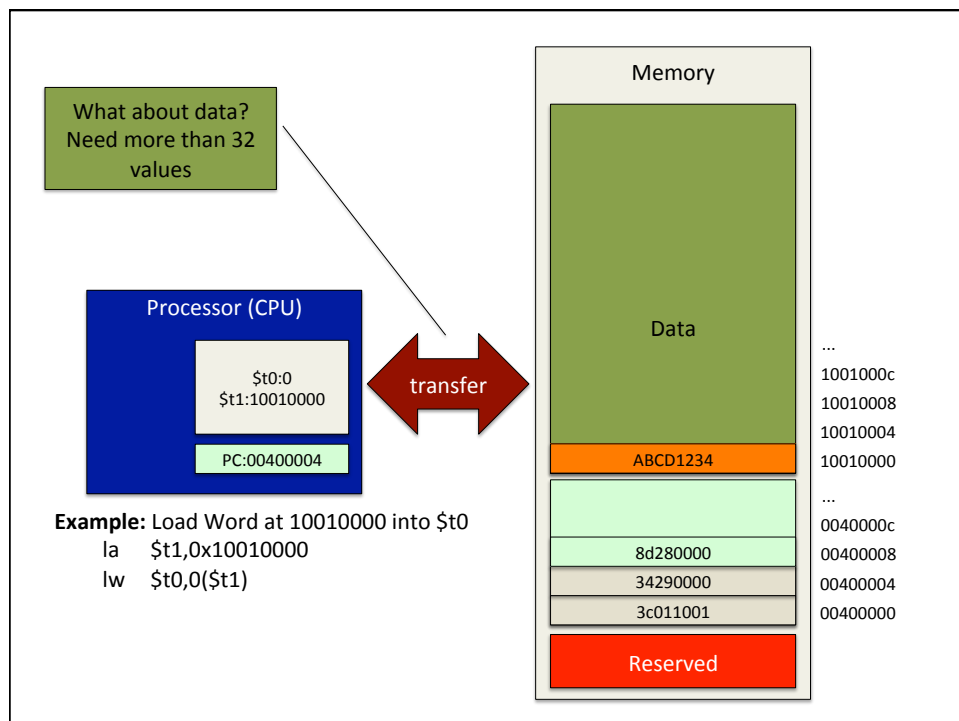 What about data?
Need more than 32
values
Processor (CPU)
$t0:0
$t1:10010000
PC:00400004
transfer
Example: Load Word at 10010000 into $t0
la $t1,0x10010000
lw $t0,0($t1)
Memory
Data
...
1001000c
10010008
10010004
ABCD1234 10010000
...
0040000c
8d280000 00400008
34290000 00400004
3c011001 00400000
Reserved